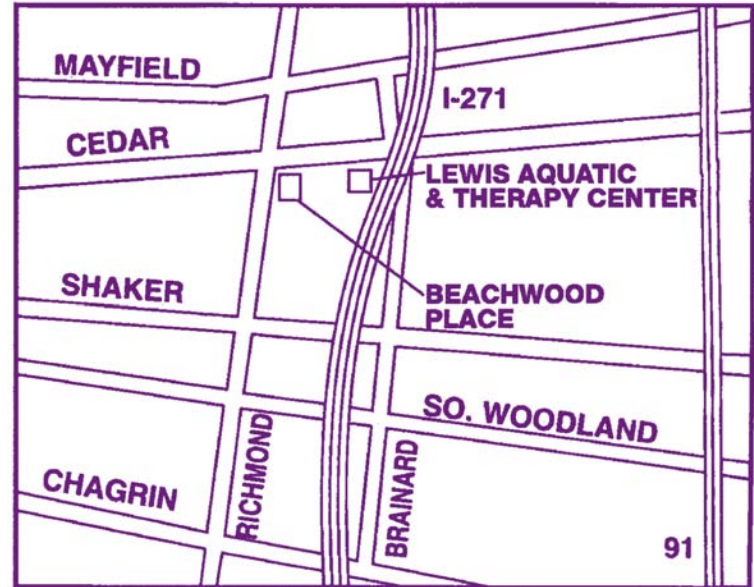 MAYFIELD
I-271
CEDAR
LEWIS AQUATIC
& THERAPY CENTER
SHAKER
BEACHWOOD
PLACE
SO. WOODLAND
RICHMOND
BRAINARD
CHAGRIN
91